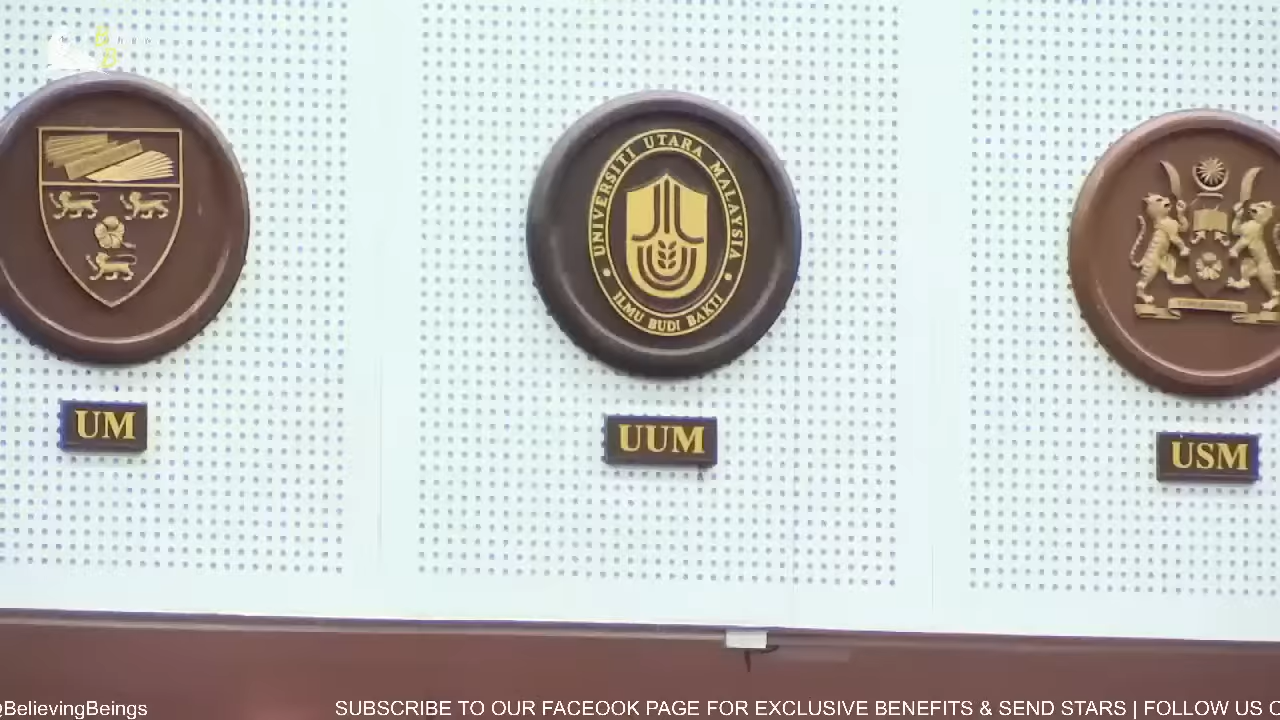 UNIVERSITI UTARA MALAYSIA
ILMU BUDI BAKTI
UM
UUM
USM
@BelievingBeings
SUBSCRIBE TO OUR FACEOOK PAGE FOR EXCLUSIVE BENEFITS & SEND STARS | FOLLOW US